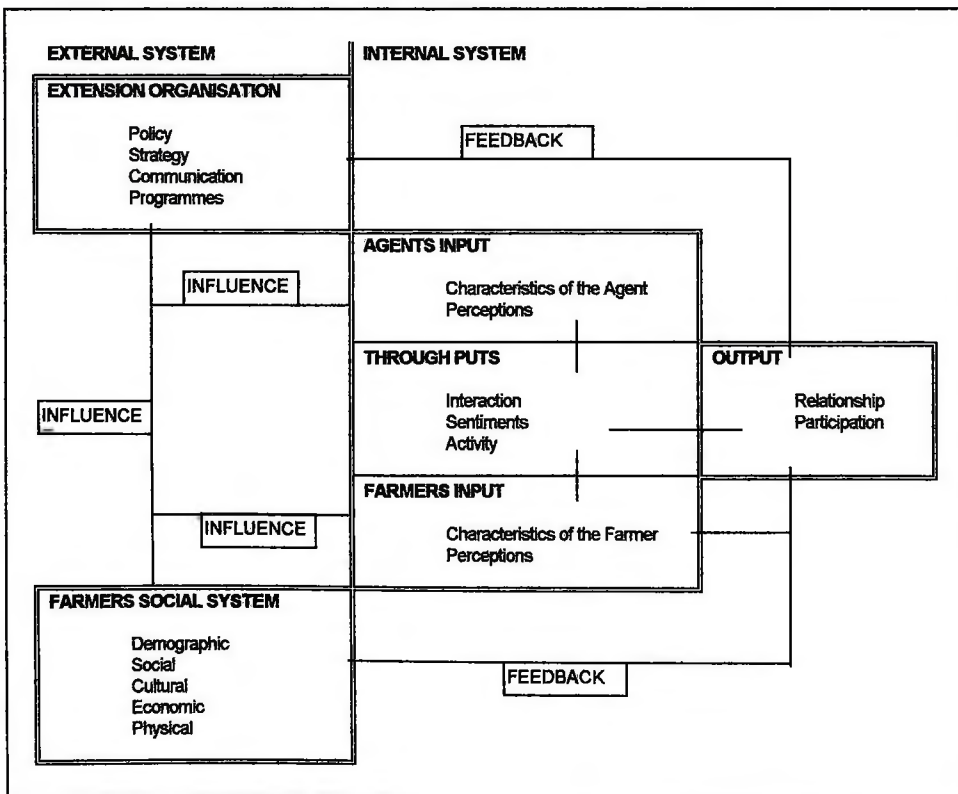 EXTERNAL SYSTEM
INTERNAL SYSTEM
EXTENSION ORGANISATION
Policy
Strategy
Communication
Programmes
FEEDBACK
AGENTS INPUT
Characteristics of the Agent
Perceptions
INFLUENCE
THROUGH PUTS
Interaction
Sentiments
Activity
OUTPUT
Relationship
Participation
INFLUENCE
FARMERS INPUT
Characteristics of the Farmer
Perceptions
INFLUENCE
FARMERS SOCIAL SYSTEM
Demographic
Social
Cultural
Economic
Physical
FEEDBACK